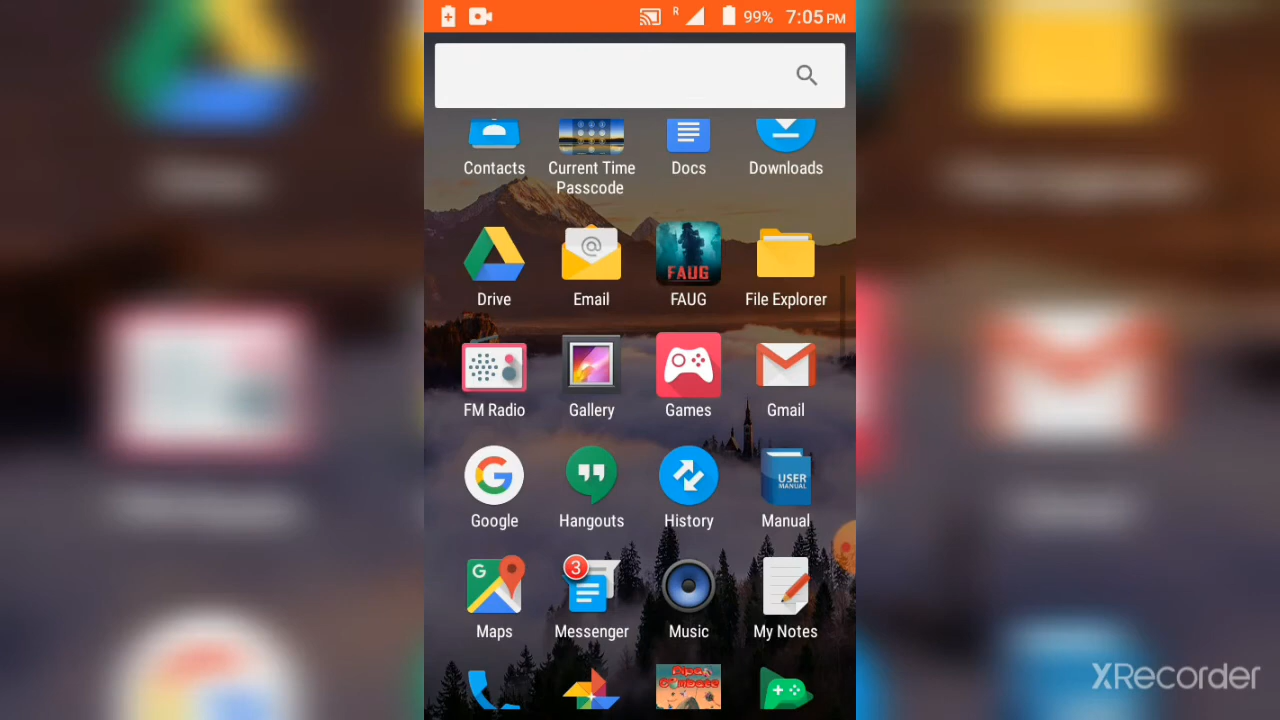 R 99% 7:05 PM
Contacts Current Time Docs Downloads
Passcode
@
FAUG
Drive Email FAUG File Explorer
FM Radio Gallery Games Gmail
G USER
MANUAL
Google Hangouts History Manual
G 3
Maps Messenger Music My Notes
XRecorder